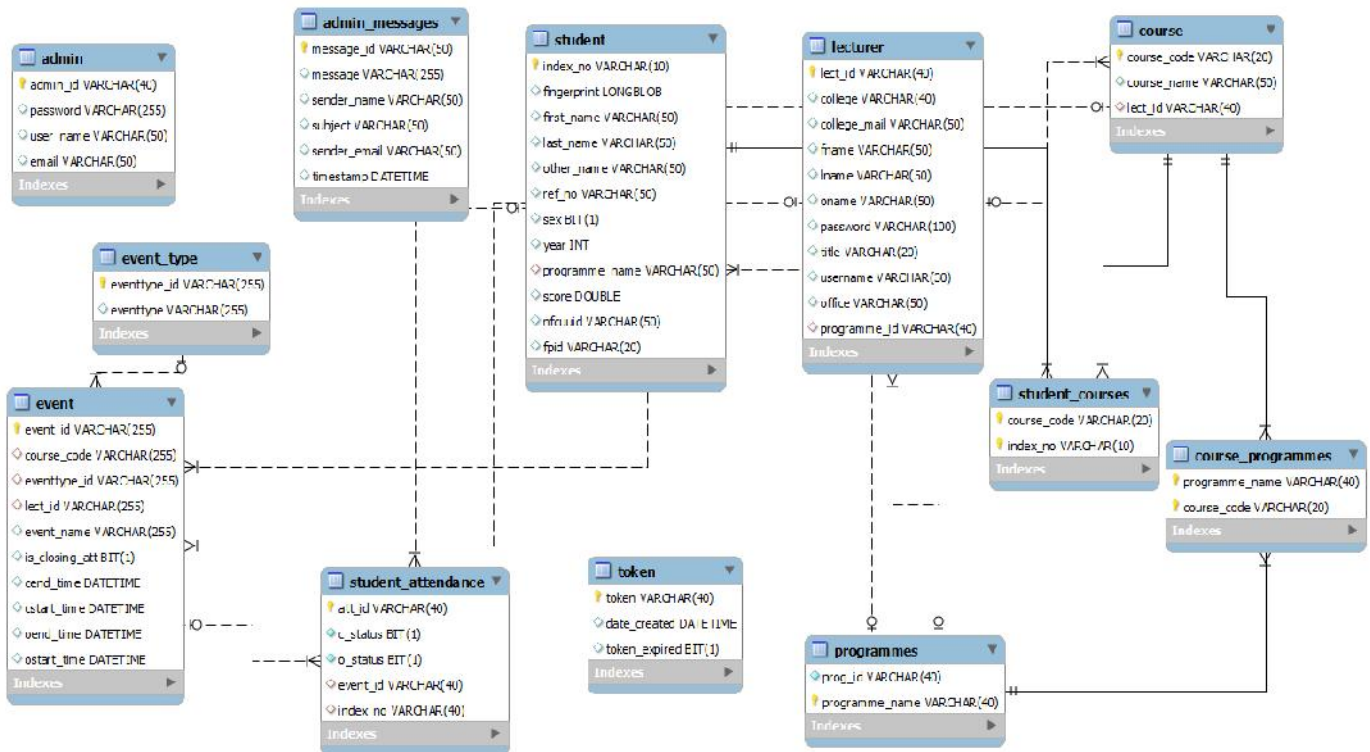 admin
admin_id VARCHAR(40)
password VARCHAR(255)
user_name VARCHAR(50)
email VARCHAR(50)
Indexes
admin_messages
message_id VARCHAR(50)
message VARCHAR(255)
sender_name VARCHAR(50)
subject VARCHAR(50)
sender_email VARCHAR(50)
timestamp DATETIME
Indexes
student
index_no VARCHAR(10)
fingerprint LONGBLOB
first_name VARCHAR(50)
last_name VARCHAR(50)
other_name VARCHAR(50)
ref_no VARCHAR(50)
sex BIT(1)
year INT
programme_name VARCHAR(50)
score DOUBLE
nfcuuid VARCHAR(50)
fpid VARCHAR(20)
Indexes
lecturer
lect_id VARCHAR(40)
college VARCHAR(40)
college_mail VARCHAR(50)
fname VARCHAR(50)
lname VARCHAR(50)
oname VARCHAR(50)
password VARCHAR(100)
title VARCHAR(20)
username VARCHAR(30)
office VARCHAR(50)
programme_id VARCHAR(40)
Indexes
course
course_code VARCHAR(20)
course_name VARCHAR(50)
lect_id VARCHAR(40)
Indexes
event_type
eventtype_id VARCHAR(255)
eventtype VARCHAR(255)
Indexes
event
event_id VARCHAR(255)
course_code VARCHAR(255)
eventtype_id VARCHAR(255)
lect_id VARCHAR(255)
event_name VARCHAR(255)
is_closing_att BIT(1)
cend_time DATETIME
cstart_time DATETIME
oend_time DATETIME
ostart_time DATETIME
Indexes
student_attendance
att_id VARCHAR(40)
c_status BIT(1)
o_status BIT(1)
event_id VARCHAR(40)
index_no VARCHAR(40)
Indexes
token
token VARCHAR(40)
date_created DATETIME
token_expired BIT(1)
Indexes
student_courses
course_code VARCHAR(20)
index_no VARCHAR(10)
Indexes
course_programmes
programme_name VARCHAR(40)
course_code VARCHAR(20)
Indexes
programmes
prog_id VARCHAR(40)
programme_name VARCHAR(40)
Indexes